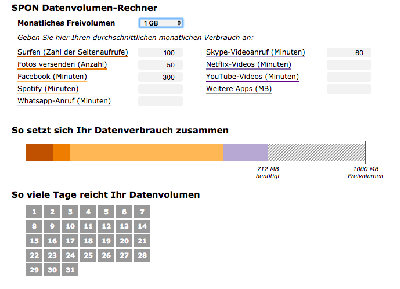 SPON Datenvolumen-Rechner
Monatliches Freivolumen 1 GB
Geben Sie hier Ihren durchschnittlichen monatlichen Verbrauch an:
Surfen (Zahl der Seitenaufrufe) 100 Skype-Videoanruf (Minuten) 60
Fotos versenden (Anzahl) 50 Netflix-Videos (Minuten)
Facebook (Minuten) 300 YouTube-Videos (Minuten)
Spotify (Minuten) Weitere Apps (MB)
Whatsapp-Anruf (Minuten)
So setzt sich Ihr Datenverbrauch zusammen
712 MB 1000 MB
benötigt Freivolumen
So viele Tage reicht Ihr Datenvolumen
1 2 3 4 5 6 7
8 9 10 11 12 13 14
15 16 17 18 19 20 21
22 23 24 25 26 27 28
29 30 31